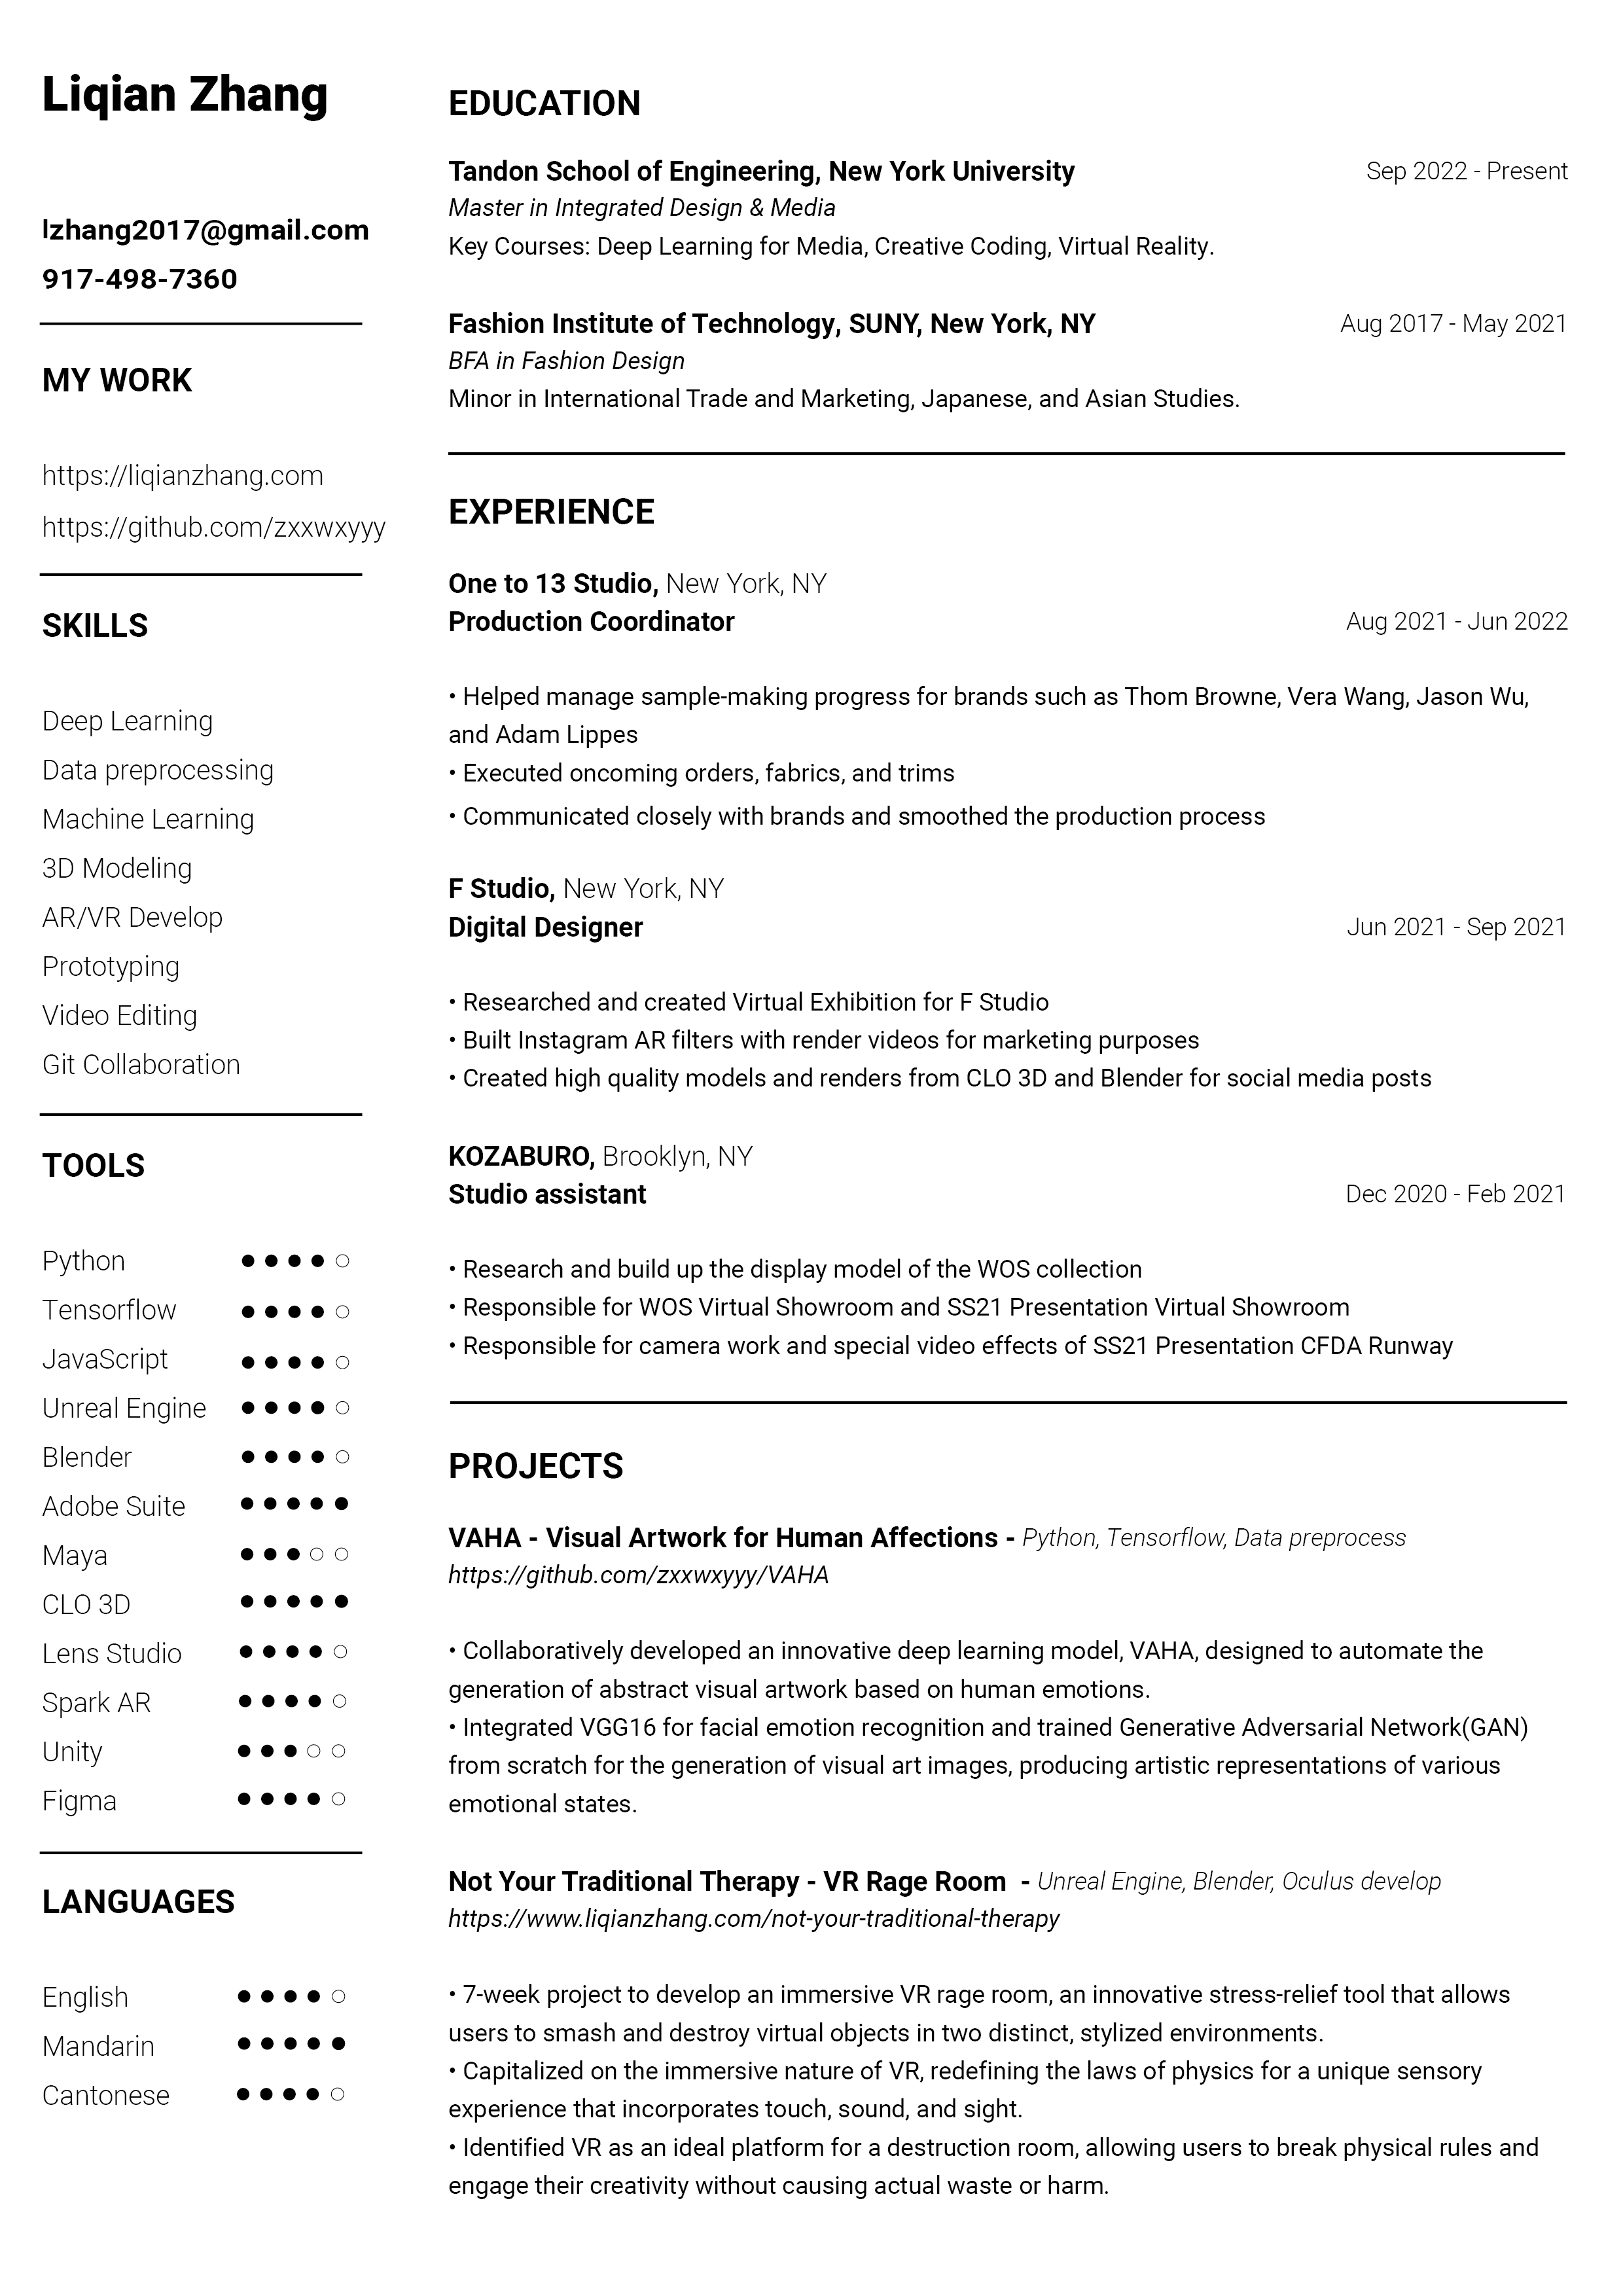 Liqian Zhang
lzhang2017@gmail.com
917-498-7360
MY WORK
https://liqianzhang.com
https://github.com/zxxwxyyy
SKILLS
Deep Learning
Data preprocessing
Machine Learning
3D Modeling
AR/VR Develop
Prototyping
Video Editing
Git Collaboration
TOOLS
Python ● ● ● ● ○
Tensorflow ● ● ● ● ○
JavaScript ● ● ● ● ○
Unreal Engine ● ● ● ● ○
Blender ● ● ● ● ○
Adobe Suite ● ● ● ● ●
Maya ● ● ● ○ ○
CLO 3D ● ● ● ● ●
Lens Studio ● ● ● ● ○
Spark AR ● ● ● ● ○
Unity ● ● ● ○ ○
Figma ● ● ● ● ○
LANGUAGES
English ● ● ● ● ○
Mandarin ● ● ● ● ●
Cantonese ● ● ● ● ○
EDUCATION
Tandon School of Engineering, New York University Sep 2022 - Present
Master in Integrated Design & Media
Key Courses: Deep Learning for Media, Creative Coding, Virtual Reality.
Fashion Institute of Technology, SUNY, New York, NY Aug 2017 - May 2021
BFA in Fashion Design
Minor in International Trade and Marketing, Japanese, and Asian Studies.
EXPERIENCE
One to 13 Studio, New York, NY
Production Coordinator Aug 2021 - Jun 2022
• Helped manage sample-making progress for brands such as Thom Browne, Vera Wang, Jason Wu,
and Adam Lippes
• Executed oncoming orders, fabrics, and trims
• Communicated closely with brands and smoothed the production process
F Studio, New York, NY
Digital Designer Jun 2021 - Sep 2021
• Researched and created Virtual Exhibition for F Studio
• Built Instagram AR filters with render videos for marketing purposes
• Created high quality models and renders from CLO 3D and Blender for social media posts
KOZABURO, Brooklyn, NY
Studio assistant Dec 2020 - Feb 2021
• Research and build up the display model of the WOS collection
• Responsible for WOS Virtual Showroom and SS21 Presentation Virtual Showroom
• Responsible for camera work and special video effects of SS21 Presentation CFDA Runway
PROJECTS
VAHA - Visual Artwork for Human Affections - Python, Tensorflow, Data preprocess
https://github.com/zxxwxyyy/VAHA
• Collaboratively developed an innovative deep learning model, VAHA, designed to automate the
generation of abstract visual artwork based on human emotions.
• Integrated VGG16 for facial emotion recognition and trained Generative Adversarial Network(GAN)
from scratch for the generation of visual art images, producing artistic representations of various
emotional states.
Not Your Traditional Therapy - VR Rage Room - Unreal Engine, Blender, Oculus develop
https://www.liqianzhang.com/not-your-traditional-therapy
• 7-week project to develop an immersive VR rage room, an innovative stress-relief tool that allows
users to smash and destroy virtual objects in two distinct, stylized environments.
• Capitalized on the immersive nature of VR, redefining the laws of physics for a unique sensory
experience that incorporates touch, sound, and sight.
• Identified VR as an ideal platform for a destruction room, allowing users to break physical rules and
engage their creativity without causing actual waste or harm.